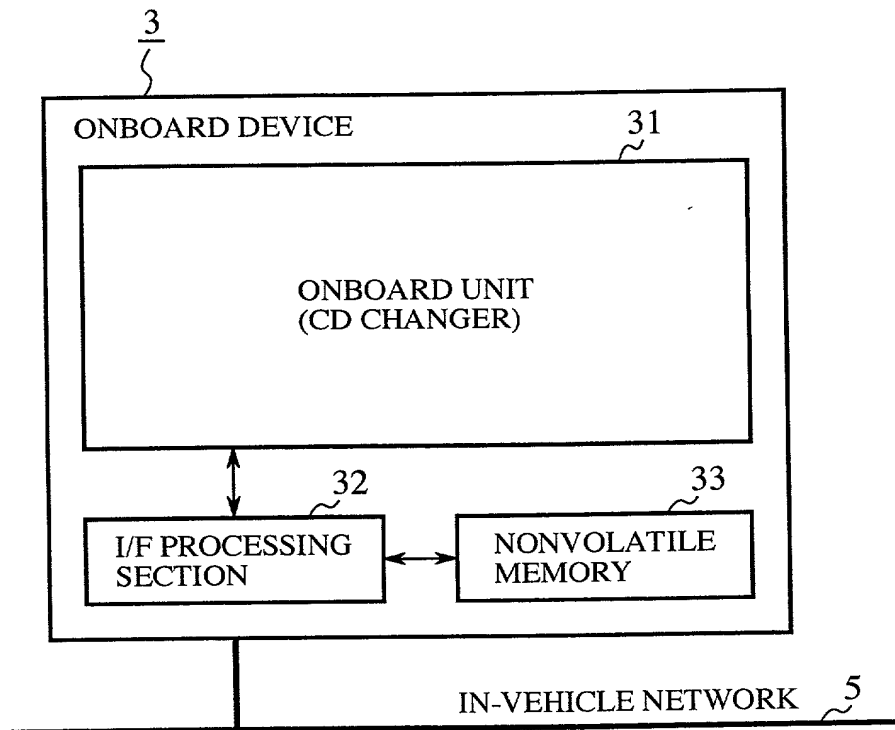 3
ONBOARD DEVICE
31
ONBOARD UNIT
(CD CHANGER)
32
33
I/F PROCESSING
SECTION
NONVOLATILE
MEMORY
IN-VEHICLE NETWORK
5